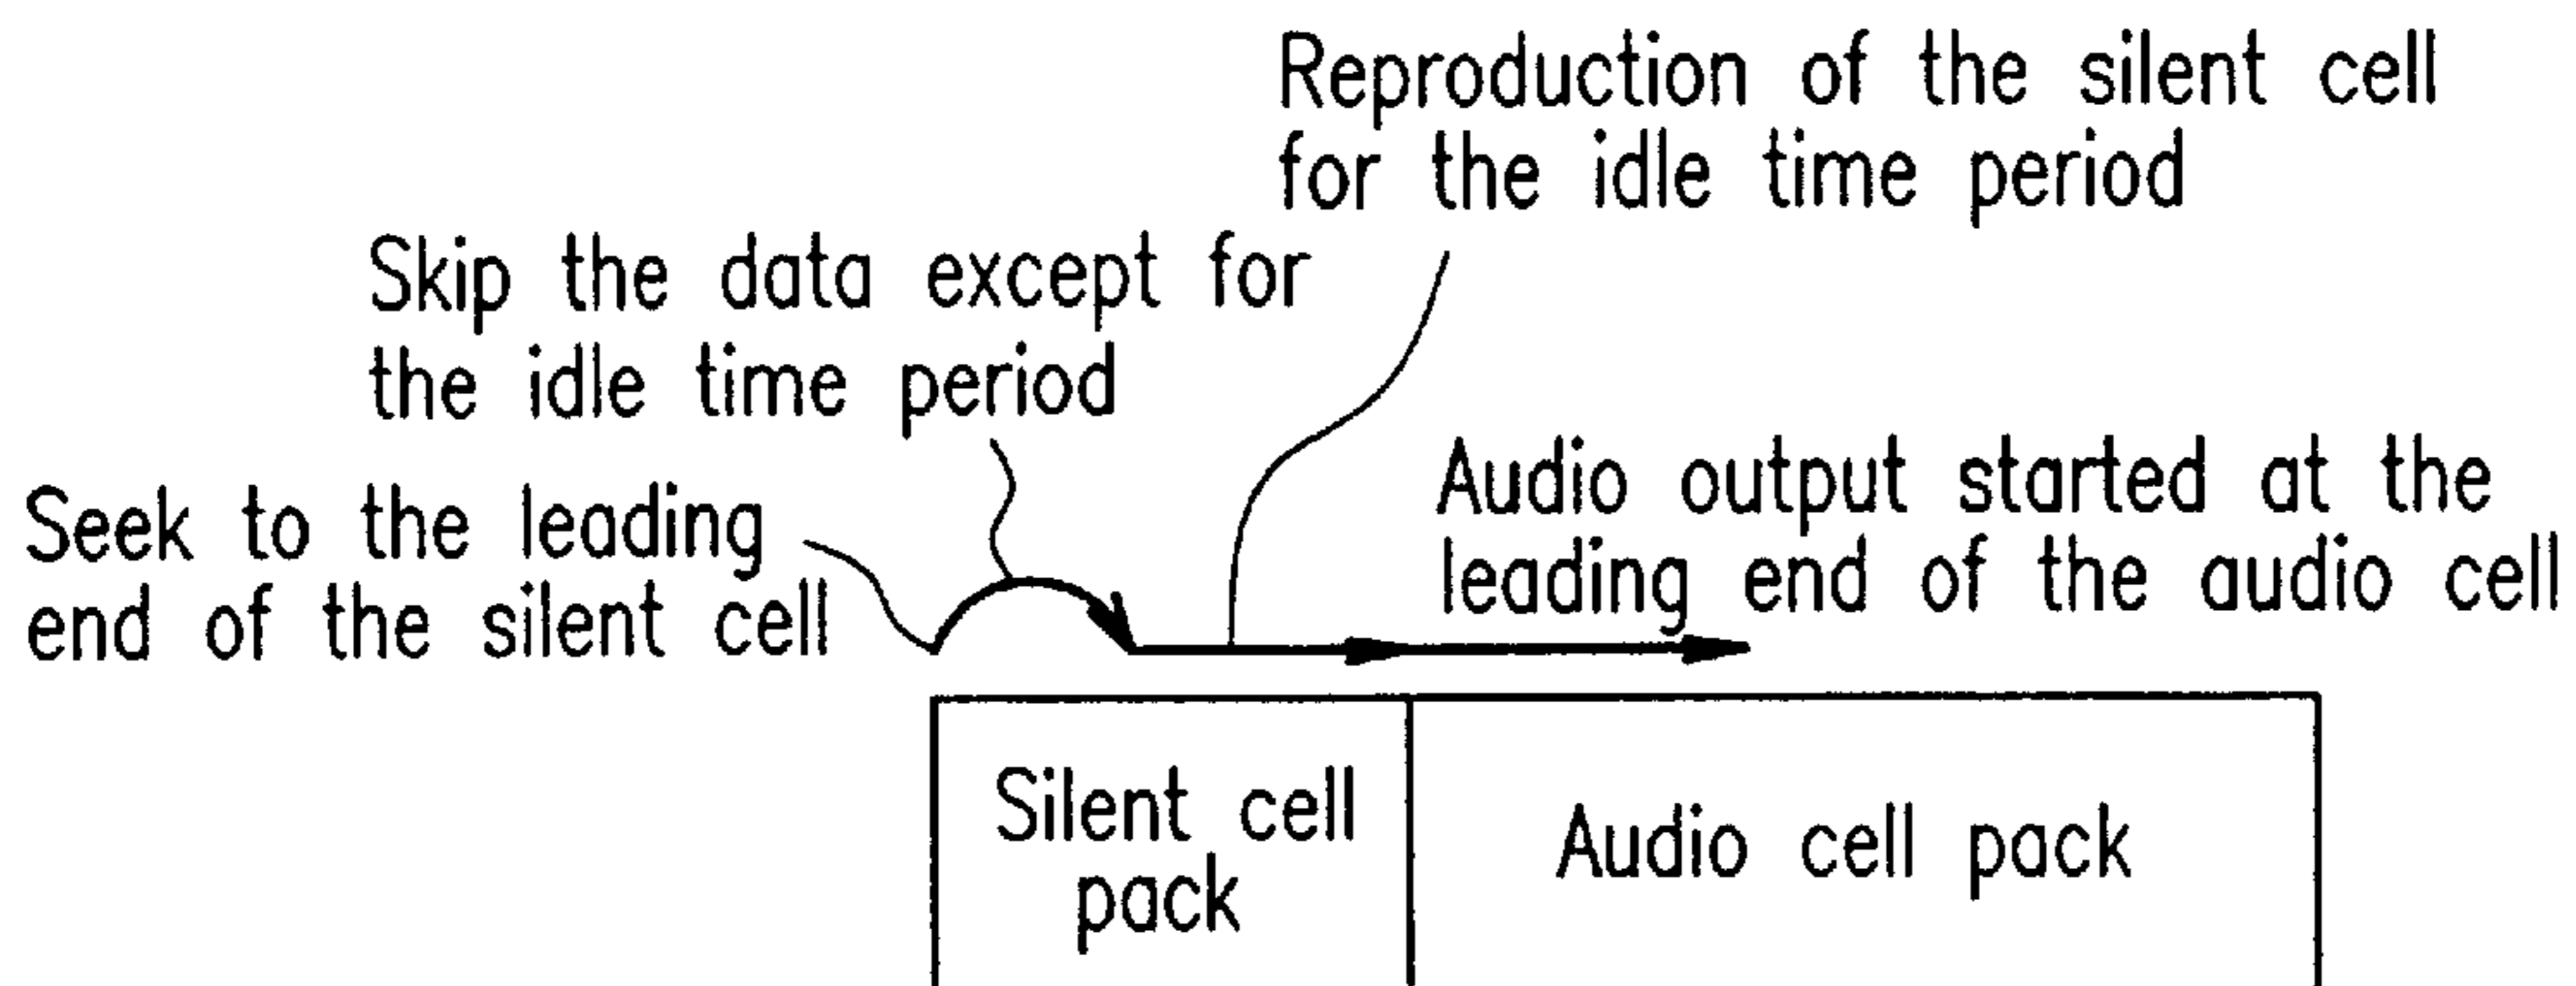 Reproduction of the silent cell
for the idle time period
Skip the data except for
the idle time period
Seek to the leading
end of the silent cell
Audio output started at the
leading end of the audio cell
Silent cell
pack
Audio cell pack